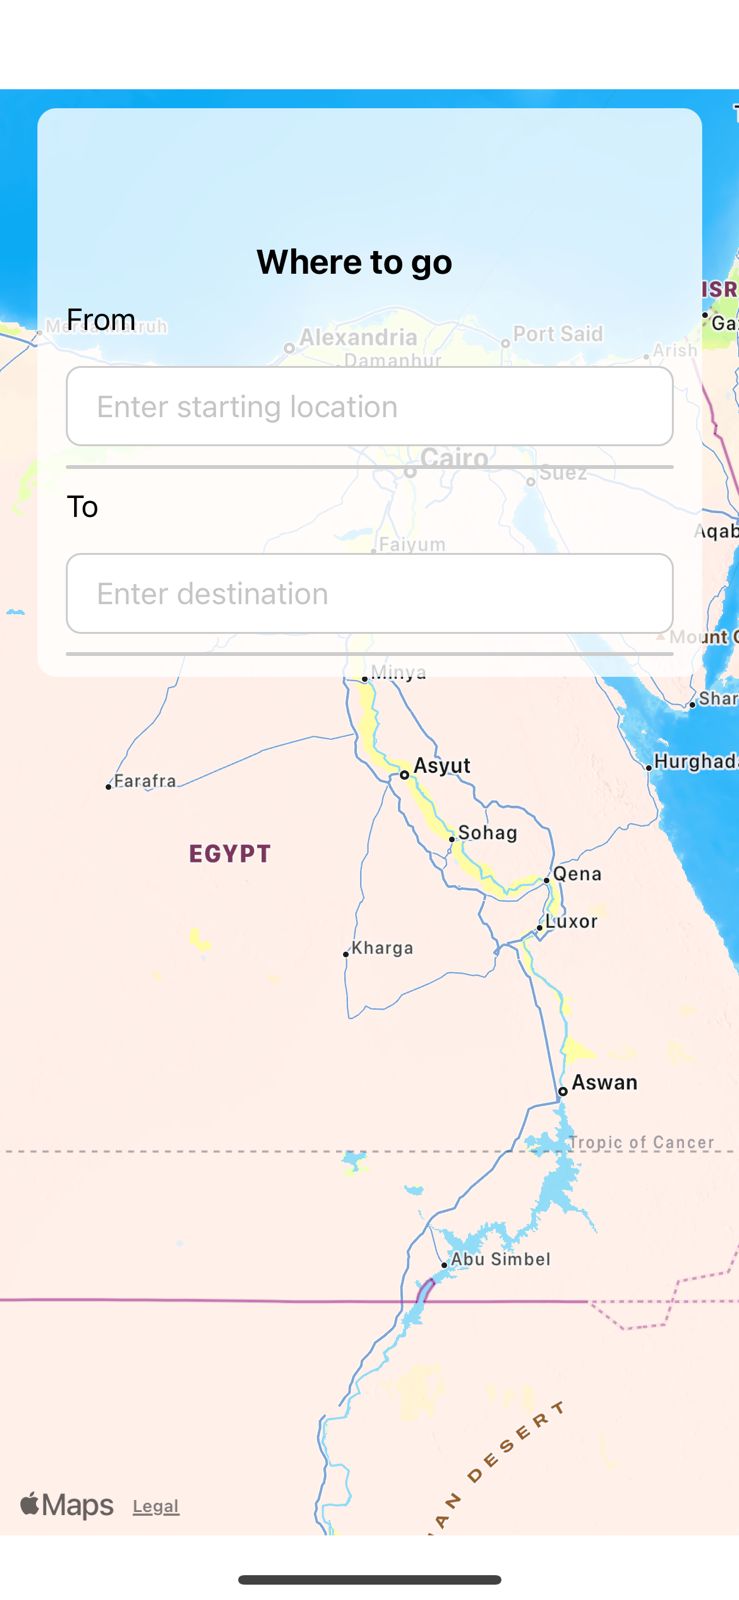 T
Where to go
ISR
From
Mersa Matruh
Alexandria
Port Said
Ga
Damanhur
Arish
Enter starting location
Cairo
Suez
To
Aqab
Faiyum
Enter destination
Mount
Minya
Shar
Asyut
Hurghada
Farafra
Sohag
EGYPT
Qena
Luxor
Kharga
Aswan
Tropic of Cancer
Abu Simbel
AN DESERT
Maps
Legal